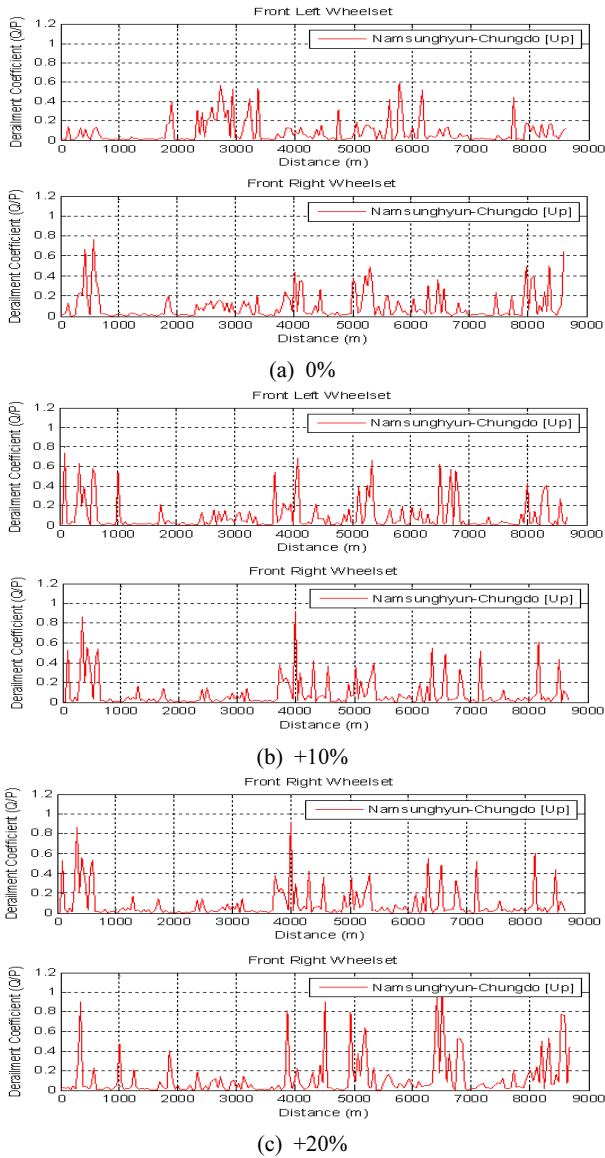 Front Left Wheelset
Derailment Coefficient (Q/P)
1.2
1
0.8
0.6
0.4
0.2
0
Namsunghyun-Chungdo [Up]
0 1000 2000 3000 4000 5000 6000 7000 8000 9000
Distance (m)
Front Right Wheelset
Derailment Coefficient (Q/P)
1.2
1
0.8
0.6
0.4
0.2
0
Namsunghyun-Chungdo [Up]
0 1000 2000 3000 4000 5000 6000 7000 8000 9000
Distance (m)
(a) 0%
Front Left Wheelset
Derailment Coefficient (Q/P)
1.2
1
0.8
0.6
0.4
0.2
0
Namsunghyun-Chungdo [Up]
0 1000 2000 3000 4000 5000 6000 7000 8000 9000
Distance (m)
Front Right Wheelset
Derailment Coefficient (Q/P)
1.2
1
0.8
0.6
0.4
0.2
0
Namsunghyun-Chungdo [Up]
0 1000 2000 3000 4000 5000 6000 7000 8000 9000
Distance (m)
(b) +10%
Front Right Wheelset
Derailment Coefficient (Q/P)
1.2
1
0.8
0.6
0.4
0.2
0
Namsunghyun-Chungdo [Up]
0 1000 2000 3000 4000 5000 6000 7000 8000 9000
Distance (m)
Front Right Wheelset
Derailment Coefficient (Q/P)
1.2
1
0.8
0.6
0.4
0.2
0
Namsunghyun-Chungdo [Up]
0 1000 2000 3000 4000 5000 6000 7000 8000 9000
Distance (m)
(c) +20%